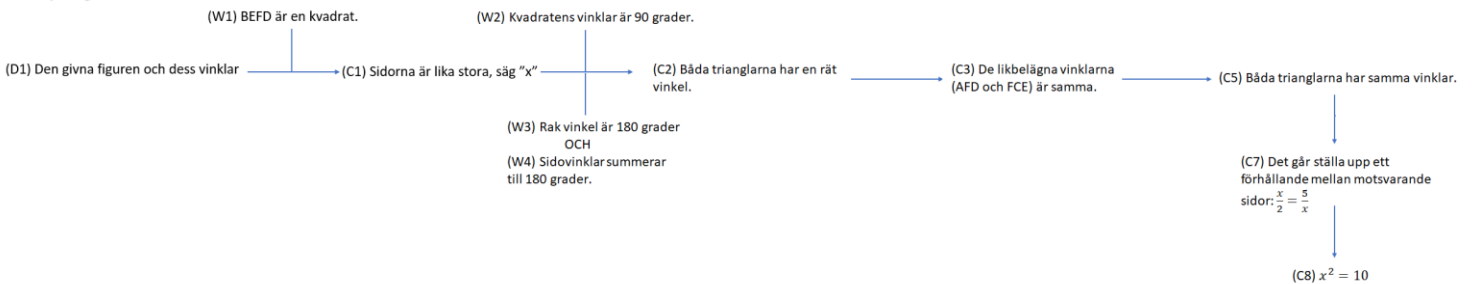 (W1) BEFD är en kvadrat.
(W2) Kvadratens vinklar är 90 grader.
(D1) Den givna figuren och dess vinklar
(C1) Sidorna är lika stora, säg "x"
(C2) Båda trianglarna har en rät
vinkel.
(C3) De likbelägna vinklarna
(AFD och FCE) är samma.
(C5) Båda trianglarna har samma vinklar.
(W3) Rak vinkel är 180 grader
OCH
(W4) Sidovinklar summerar
till 180 grader.
(C7) Det går ställa upp ett
förhållande mellan motsvarande
sidor: x/2 = 5/x
(C8) x² = 10